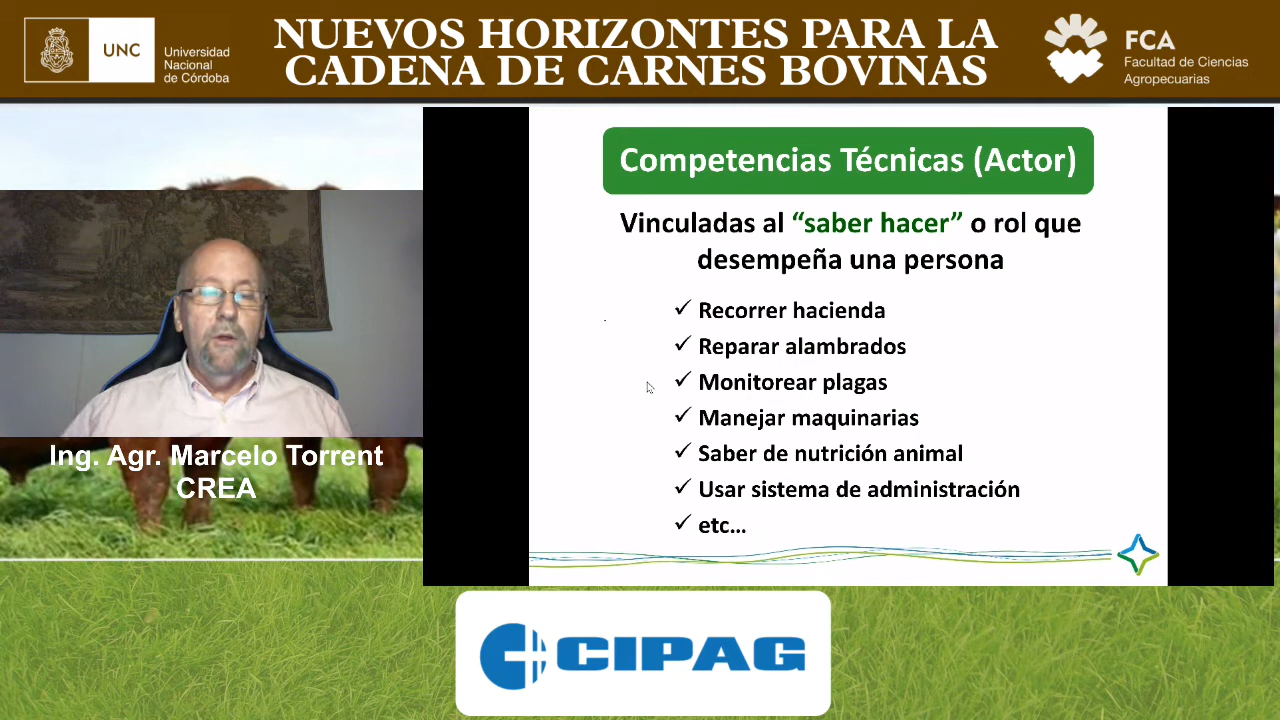 UNC
Universidad
Nacional
de Córdoba
NUEVOS HORIZONTES PARA LA
CADENA DE CARNES BOVINAS
FCA
Facultad de Ciencias
Agropecuarias
Competencias Técnicas (Actor)
Vinculadas al “saber hacer” o rol que
desempeña una persona
✓ Recorrer hacienda
✓ Reparar alambrados
✓ Monitorear plagas
✓ Manejar maquinarias
✓ Saber de nutrición animal
✓ Usar sistema de administración
✓ etc...
Ing. Agr. Marcelo Torrent
CREA
CIPAG